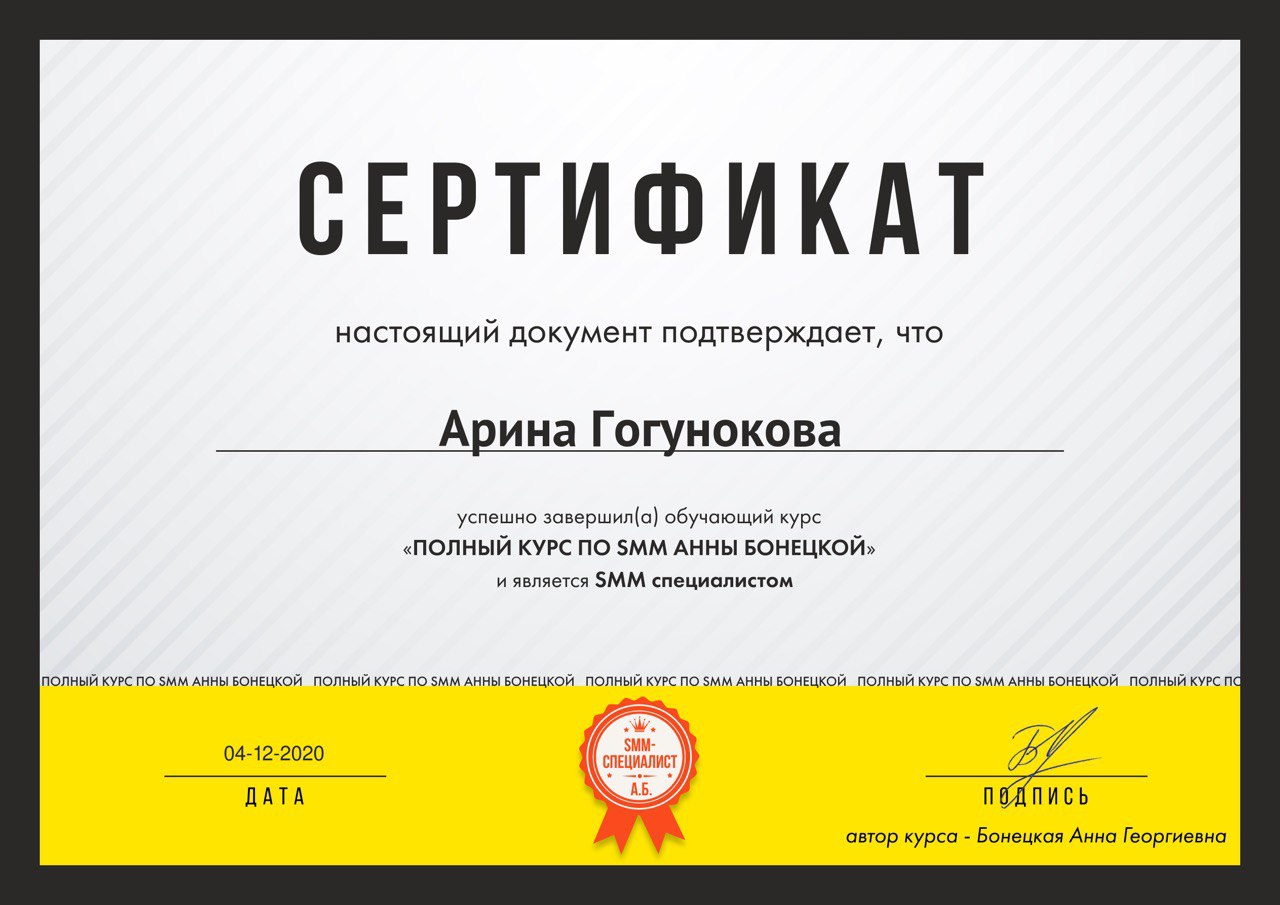 СЕРТИФИКАТ
настоящий документ подтверждает, что
Арина Гогунокова
успешно завершил(а) обучающий курс
«ПОЛНЫЙ КУРС ПО SMM АННЫ БОНЕЦКОЙ»
и является SMM специалистом
ПОЛНЫЙ КУРС ПО SMM АННЫ БОНЕЦКОЙ ПОЛНЫЙ КУРС ПО SMM АННЫ БОНЕЦКОЙ ПОЛНЫЙ КУРС ПО SMM АННЫ БОНЕЦКОЙ ПОЛНЫЙ КУРС ПО SMM АННЫ БОНЕЦКОЙ ПОЛНЫЙ КУРС ПО
04-12-2020
ДАТА
SMM-
СПЕЦИАЛИСТ
А.Б.
ПОДПИСЬ
автор курса - Бонецкая Анна Георгиевна